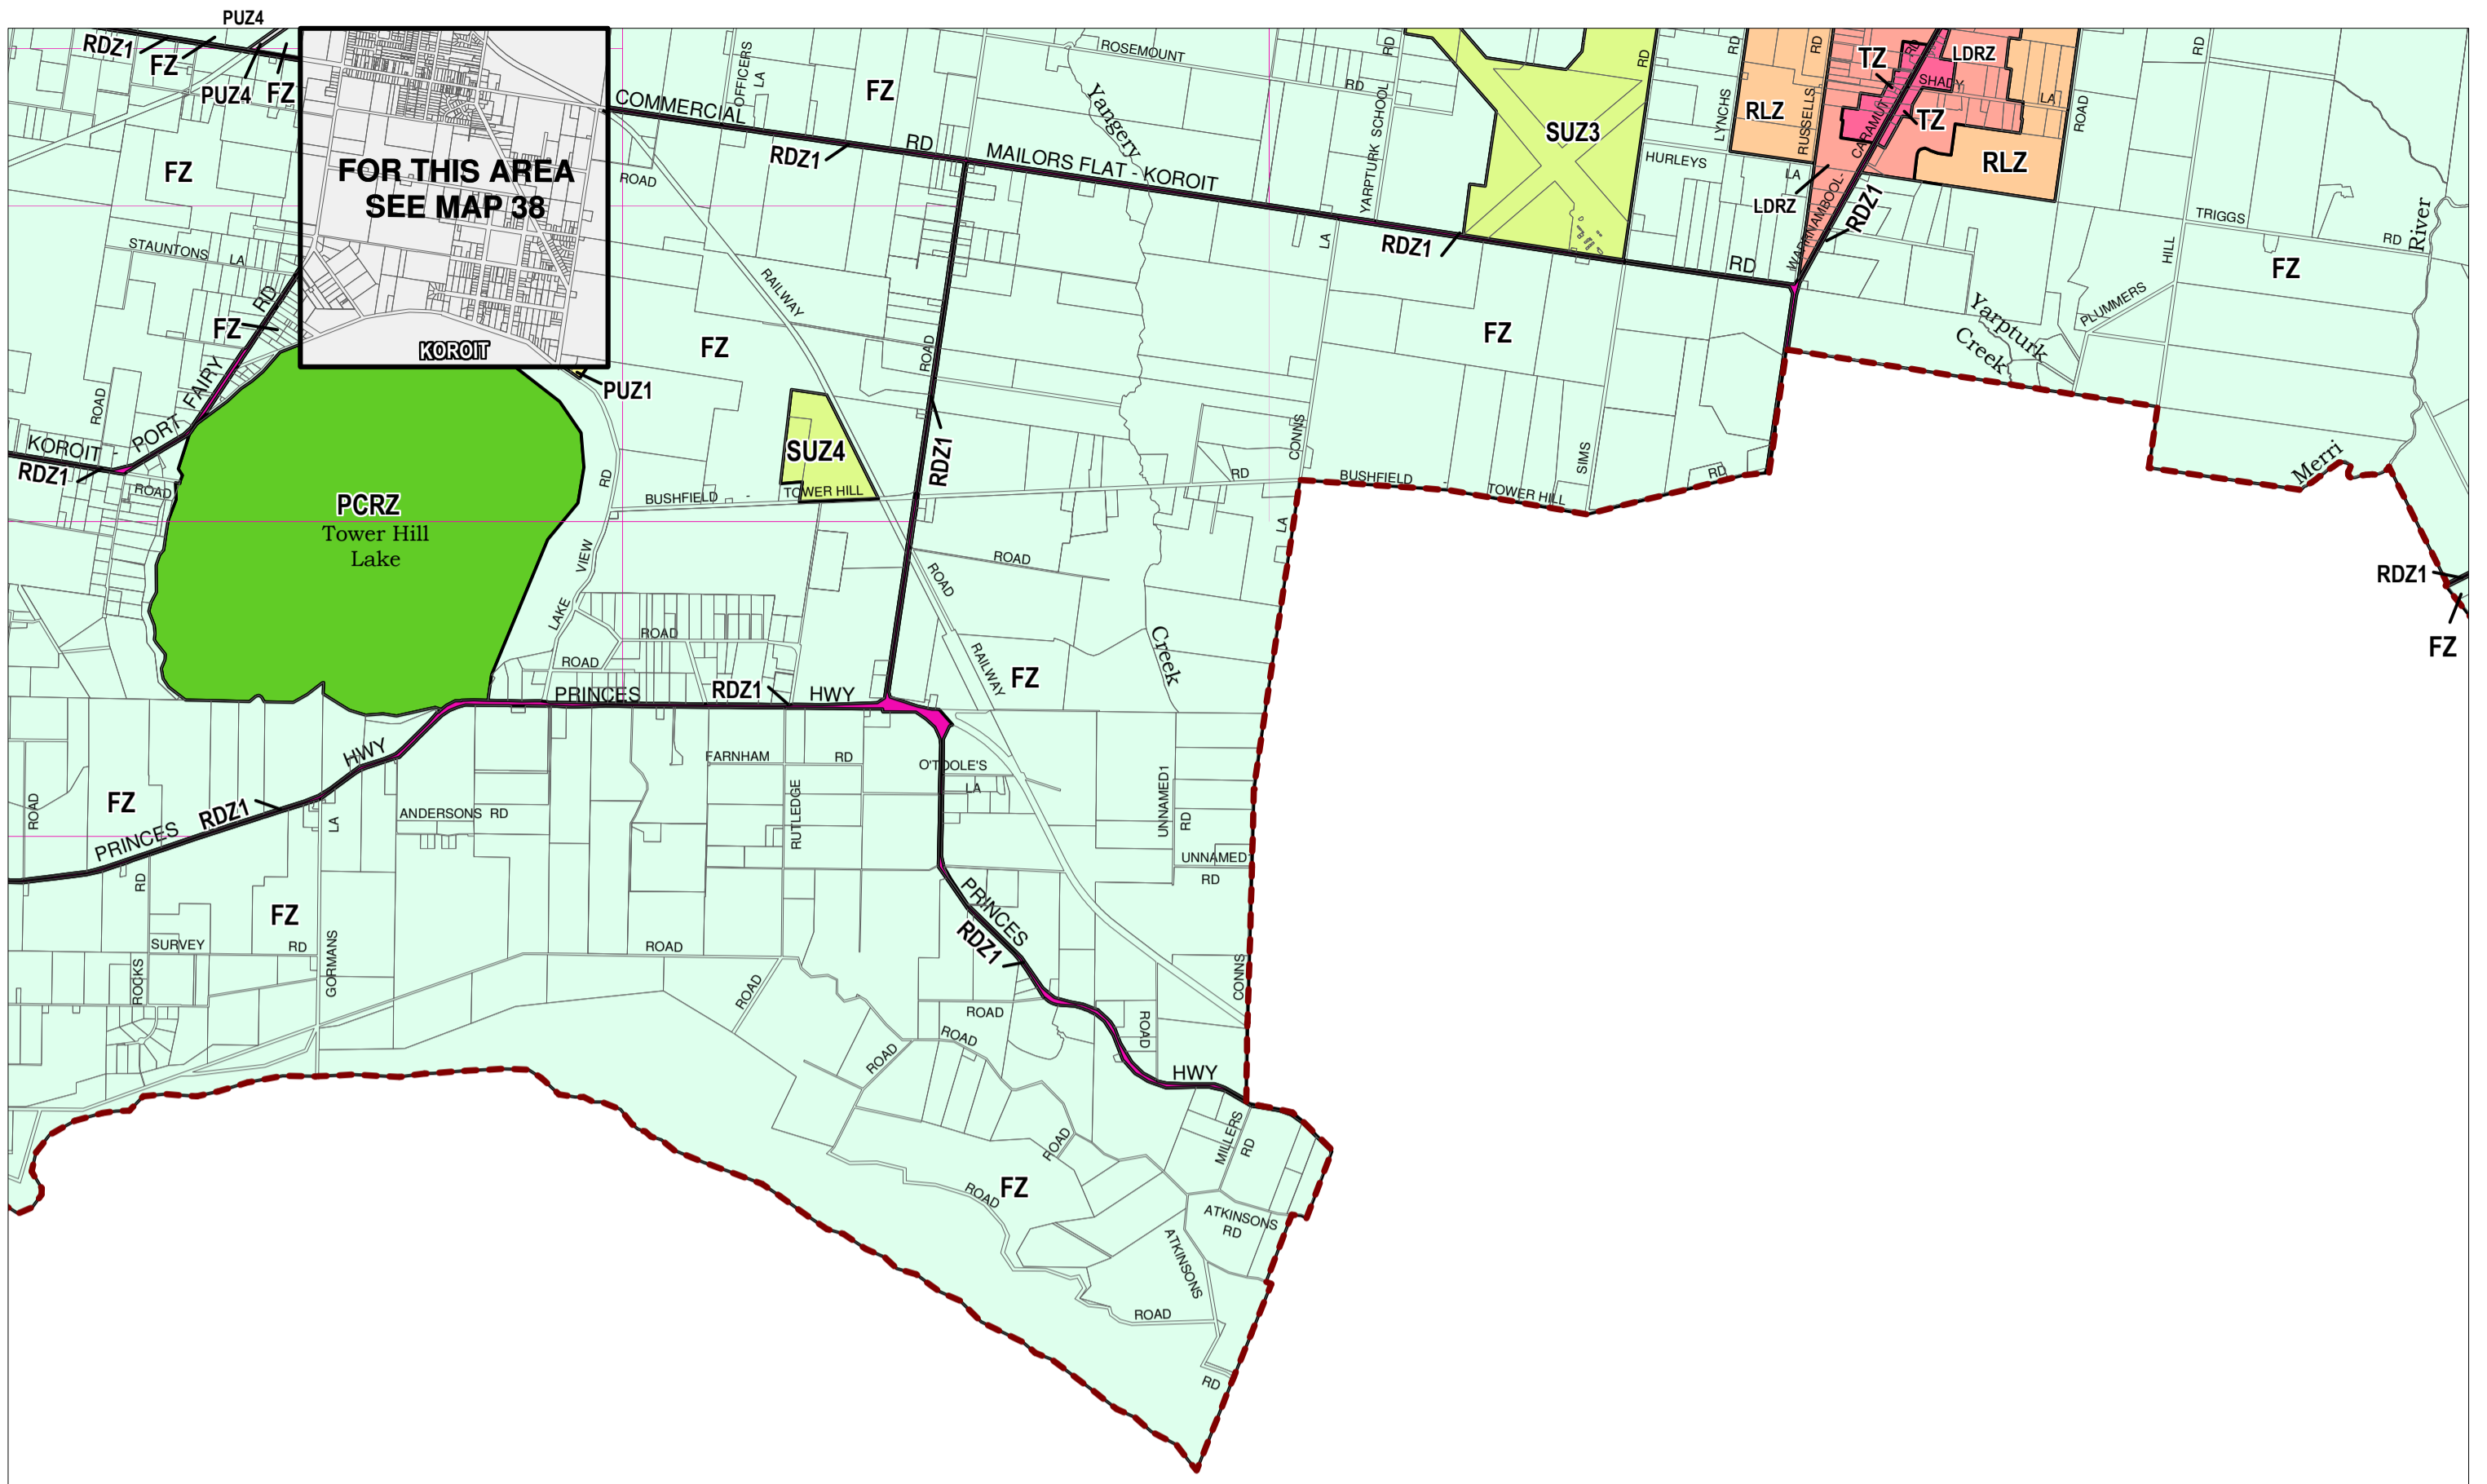 PUZ4
RDZ1
FZ
PUZ4
FZ
FZ
FOR THIS AREA
SEE MAP 38
KOROIT
STAUNTONS LA
RD
FZ
FAIRY
PORT
KOROIT -
RDZ1
ROAD
ROAD
PCRZ
Tower Hill
Lake
PUZ1
COMMERCIAL
RD
RDZ1
OFFICERS
LA
FZ
ROAD
RAILWAY
FZ
ROSEMOUNT
RD
Yangery
MAILORS FLAT - KOROIT
YARPTURK SCHOOL
RD
SUZ3
RD
RDZ1
LA
RD
LYNCHS
RD
RLZ
RUSSELLS
RD
HURLEYS
LA
LDRZ
TZ
LDRZ
RD
SHADY
LA
TZ
CARAMUT
WARRNAMBOOL-
RDZ1
RLZ
ROAD
RD
TRIGGS
RD
River
HILL
FZ
Yarpturk
Creek
PLUMMERS
Merri
RDZ1
FZ
ROAD
RDZ1
SUZ4
BUSHFIELD - TOWER HILL
RD
CONNS
LA
BUSHFIELD - TOWER HILL
RD
SIMS
FZ
RD
VIEW
LAKE
ROAD
ROAD
ROAD
ROAD
RAILWAY
FZ
Creek
PRINCES
RDZ1
HWY
HWY
RDZ1
PRINCES
FZ
ROAD
LA
ANDERSONS RD
FARNHAM
RD
RUTLEDGE
O'TOOLE'S
LA
UNNAMED1
RD
UNNAMED1
RD
RD
FZ
SURVEY
RD
ROCKS
GORMANS
ROAD
ROAD
PRINCES
RDZ1
CONNS
ROAD
ROAD
ROAD
ROAD
HWY
MILLERS
RD
ROAD
FZ
ROAD
ATKINSONS
RD
ATKINSONS
ROAD
RD